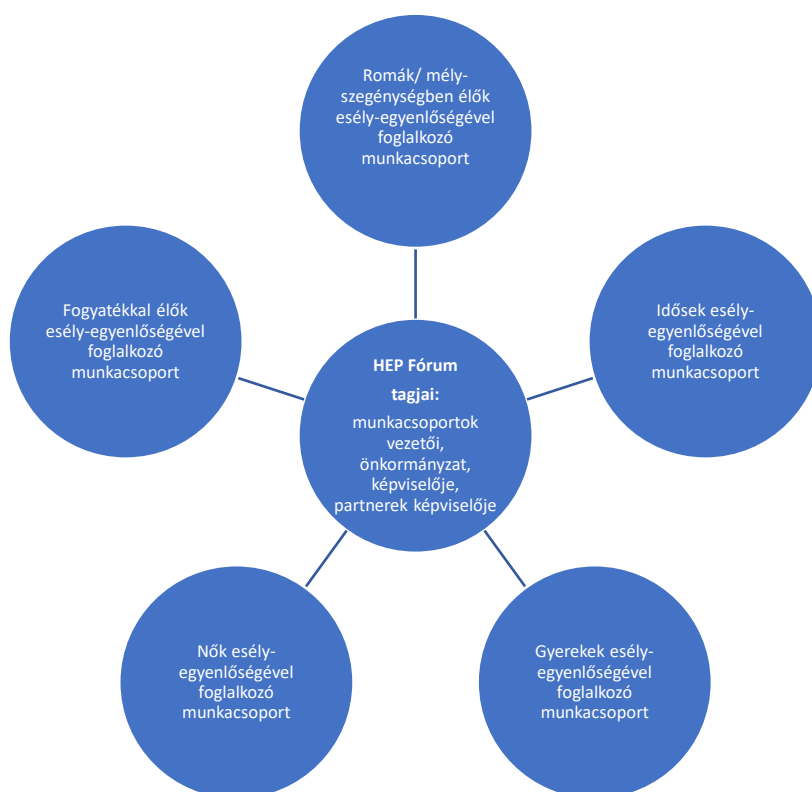 Romák/ mély-
szegénységben élők
esély-egyenlőségével
foglalkozó
munkacsoport
Fogyatékkal élők
esély-egyenlőségével
foglalkozó
munkacsoport
Idősek esély-
egyenlőségével
foglalkozó
munkacsoport
HEP Fórum
tagjai:
munkacsoportok
vezetői,
önkormányzat,
képviselője,
partnerek képviselője
Nők esély-
egyenlőségével
foglalkozó
munkacsoport
Gyerekek esély-
egyenlőségével
foglalkozó
munkacsoport